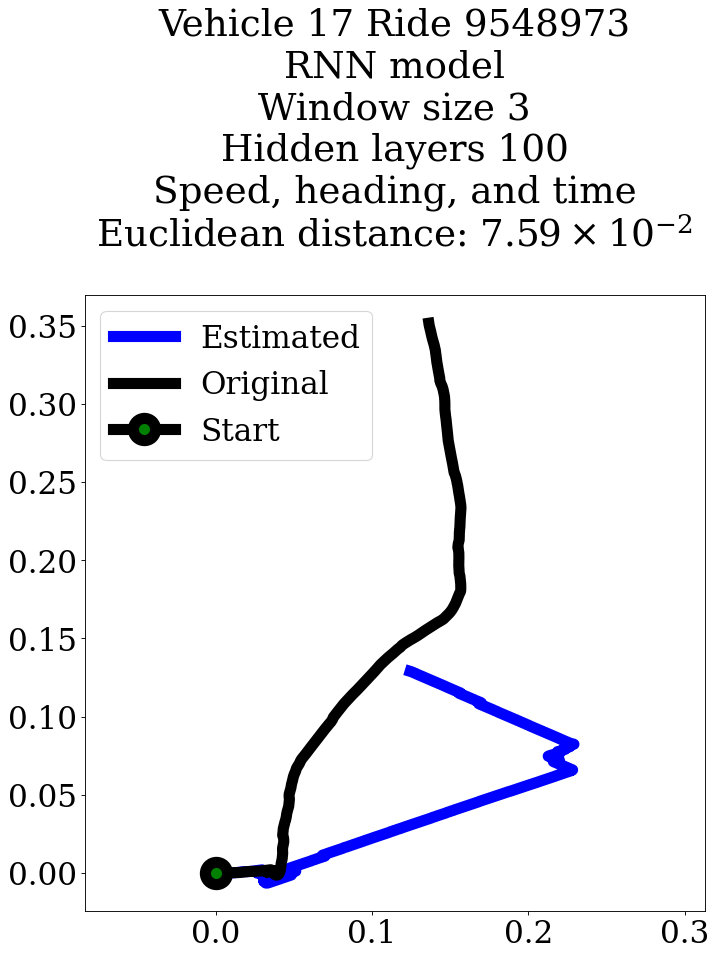 Vehicle 17 Ride 9548973
RNN model
Window size 3
Hidden layers 100
Speed, heading, and time
Euclidean distance: 7.59 × 10⁻²
Estimated
Original
Start
0.35
0.30
0.25
0.20
0.15
0.10
0.05
0.00
0.0 0.1 0.2 0.3